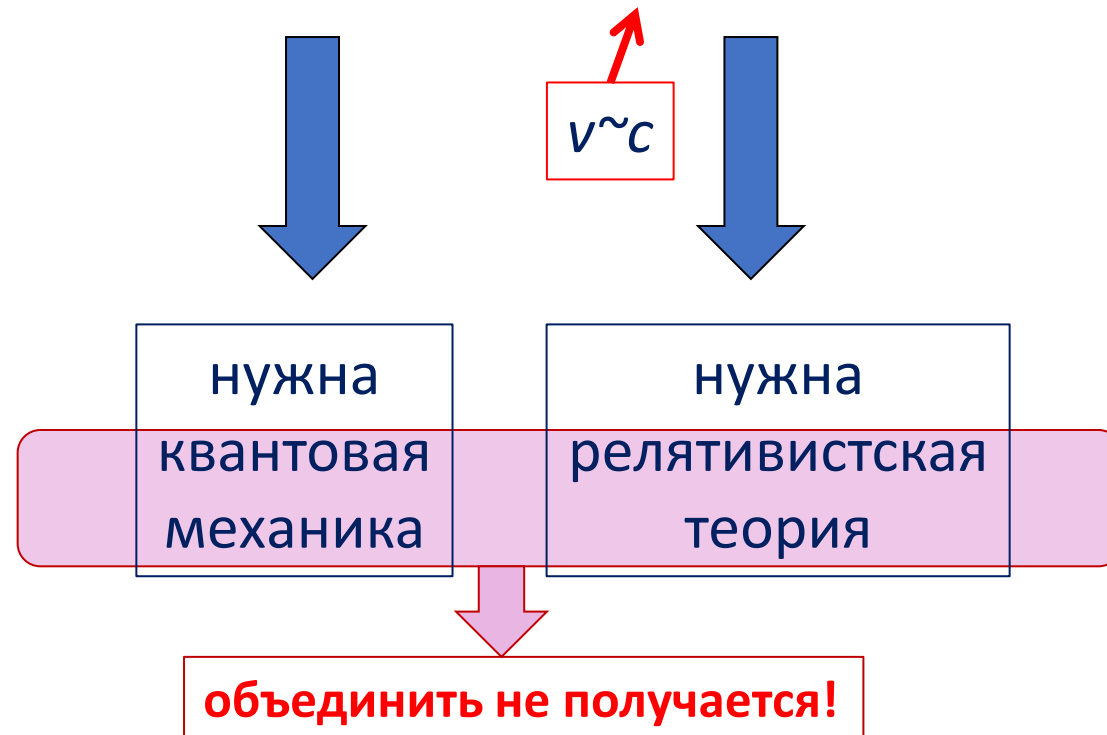 v~c
нужна
квантовая
механика
нужна
релятивистская
теория
объединить не получается!